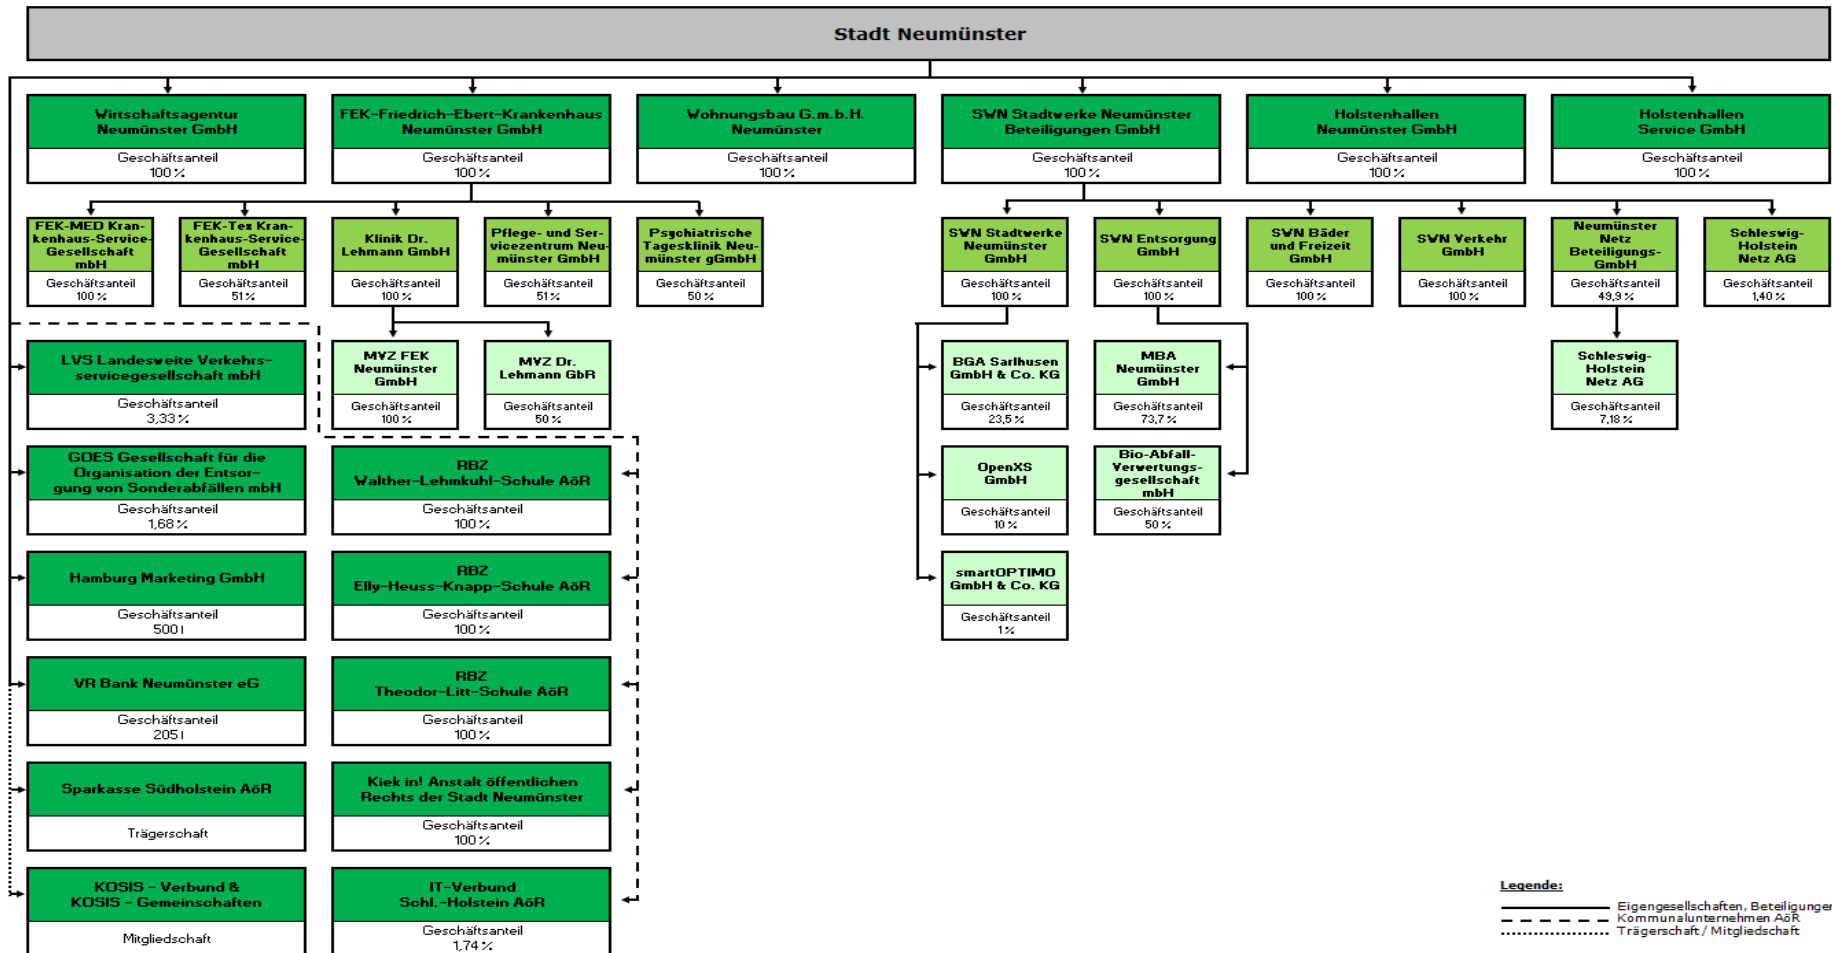 Stadt Neumünster
Wirtschaftsagentur
Neumünster GmbH
Geschäftsanteil
100 %
FEK-Friedrich-Ebert-Krankenhaus
Neumünster GmbH
Geschäftsanteil
100 %
Wohnungsbau G.m.b.H.
Neumünster
Geschäftsanteil
100 %
SWN Stadtwerke Neumünster
Beteiligungen GmbH
Geschäftsanteil
100 %
Holstenhallen
Neumünster GmbH
Geschäftsanteil
100 %
Holstenhallen
Service GmbH
Geschäftsanteil
100 %
FEK-MED Kran-
kenhaus-Service-
Gesellschaft
mbH
Geschäftsanteil
100 %
FEK-Tex Kran-
kenhaus-Service-
Gesellschaft
mbH
Geschäftsanteil
51 %
Klinik Dr.
Lehmann GmbH
Geschäftsanteil
100 %
Pflege- und Ser-
vicezentrum Neu-
münster GmbH
Geschäftsanteil
51 %
Psychiatrische
Tagesklinik Neu-
münster gGmbH
Geschäftsanteil
50 %
SWN Stadtwerke
Neumünster
GmbH
Geschäftsanteil
100 %
SWN Entsorgung
GmbH
Geschäftsanteil
100 %
SWN Bäder
und Freizeit
GmbH
Geschäftsanteil
100 %
SWN Verkehr
GmbH
Geschäftsanteil
100 %
Neumünster
Netz
Beteiligungs-
GmbH
Geschäftsanteil
49,9 %
Schleswig-
Holstein
Netz AG
Geschäftsanteil
1,40 %
LVS Landesweite Verkehrs-
servicegesellschaft mbH
Geschäftsanteil
3,33 %
MVZ FEK
Neumünster
GmbH
Geschäftsanteil
100 %
MVZ Dr.
Lehmann GbR
Geschäftsanteil
50 %
BGA Sarlhusen
GmbH & Co. KG
Geschäftsanteil
23,5 %
MBA
Neumünster
GmbH
Geschäftsanteil
73,7 %
Schleswig-
Holstein
Netz AG
Geschäftsanteil
7,18 %
GOES Gesellschaft für die
Organisation der Entsor-
gung von Sonderabfällen mbH
Geschäftsanteil
1,68 %
RBZ
Walther-Lehmkuhl-Schule AöR
Geschäftsanteil
100 %
OpenXS
GmbH
Geschäftsanteil
10 %
Bio-Abfall-
Verwertungs-
gesellschaft
mbH
Geschäftsanteil
50 %
Hamburg Marketing GmbH
Geschäftsanteil
500 l
RBZ
Elly-Heuss-Knapp-Schule AöR
Geschäftsanteil
100 %
smartOPTIMO
GmbH & Co. KG
Geschäftsanteil
1 %
VR Bank Neumünster eG
Geschäftsanteil
205 l
RBZ
Theodor-Litt-Schule AöR
Geschäftsanteil
100 %
Sparkasse Südholstein AöR
Trägerschaft
Kiek in! Anstalt öffentlichen
Rechts der Stadt Neumünster
Geschäftsanteil
100 %
KOSIS - Verbund &
KOSIS - Gemeinschaften
Mitgliedschaft
IT-Verbund
Schl.-Holstein AöR
Geschäftsanteil
1,74 %
Legende:
Eigengesellschaften, Beteiligungen
Kommunalunternehmen AöR
Trägerschaft / Mitgliedschaft